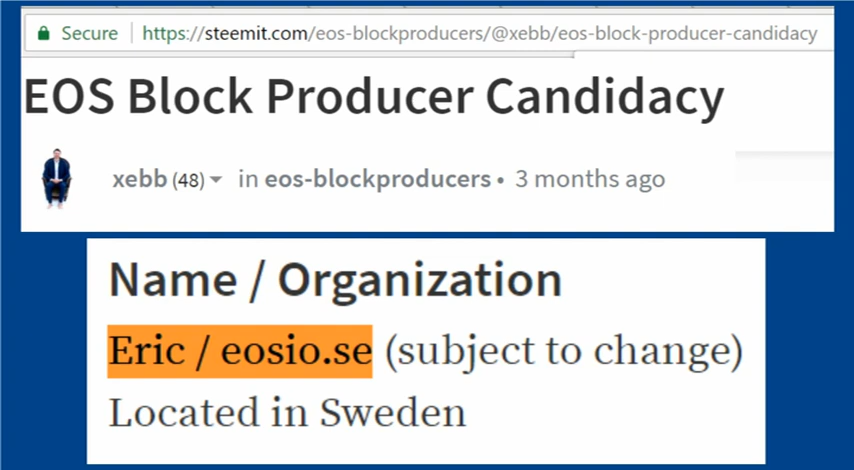 Secure | https://steemit.com/eos-blockproducers/@xebb/eos-block-producer-candidacy
EOS Block Producer Candidacy
xebb (48) in eos-blockproducers • 3 months ago
Name / Organization
Eric / eosio.se (subject to change)
Located in Sweden